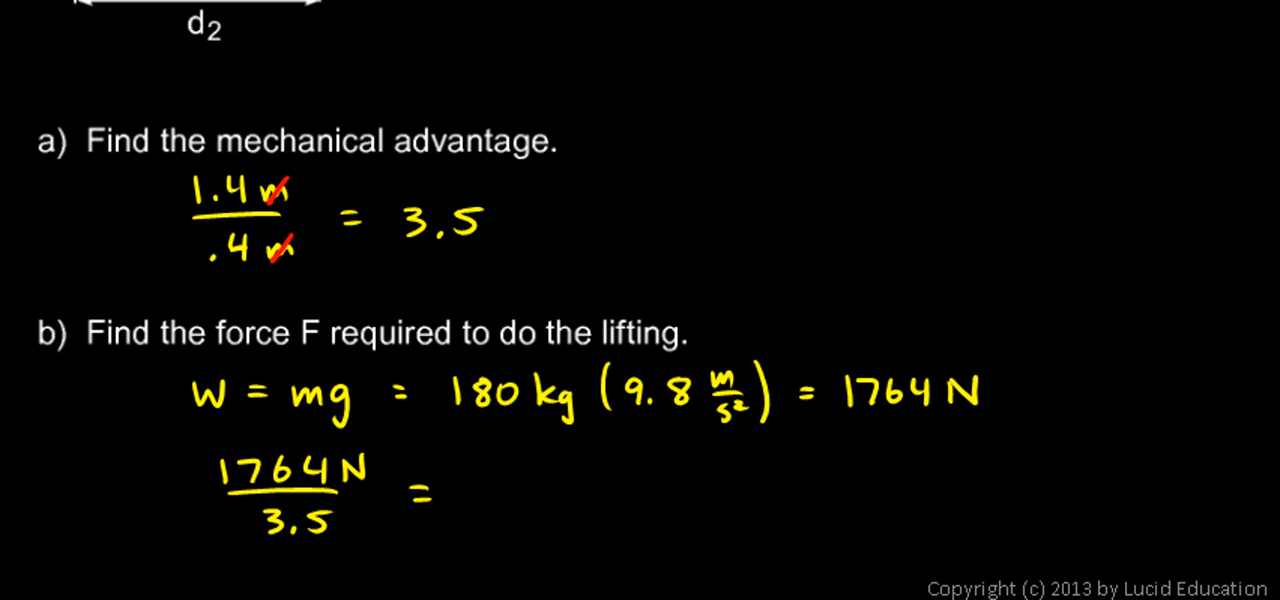 d2
a) Find the mechanical advantage.
1.4 m
.4 m
= 3.5
b) Find the force F required to do the lifting.
W = mg = 180 kg (9.8 m/s²) = 1764 N
1764 N
3.5
=
Copyright (c) 2013 by Lucid Education